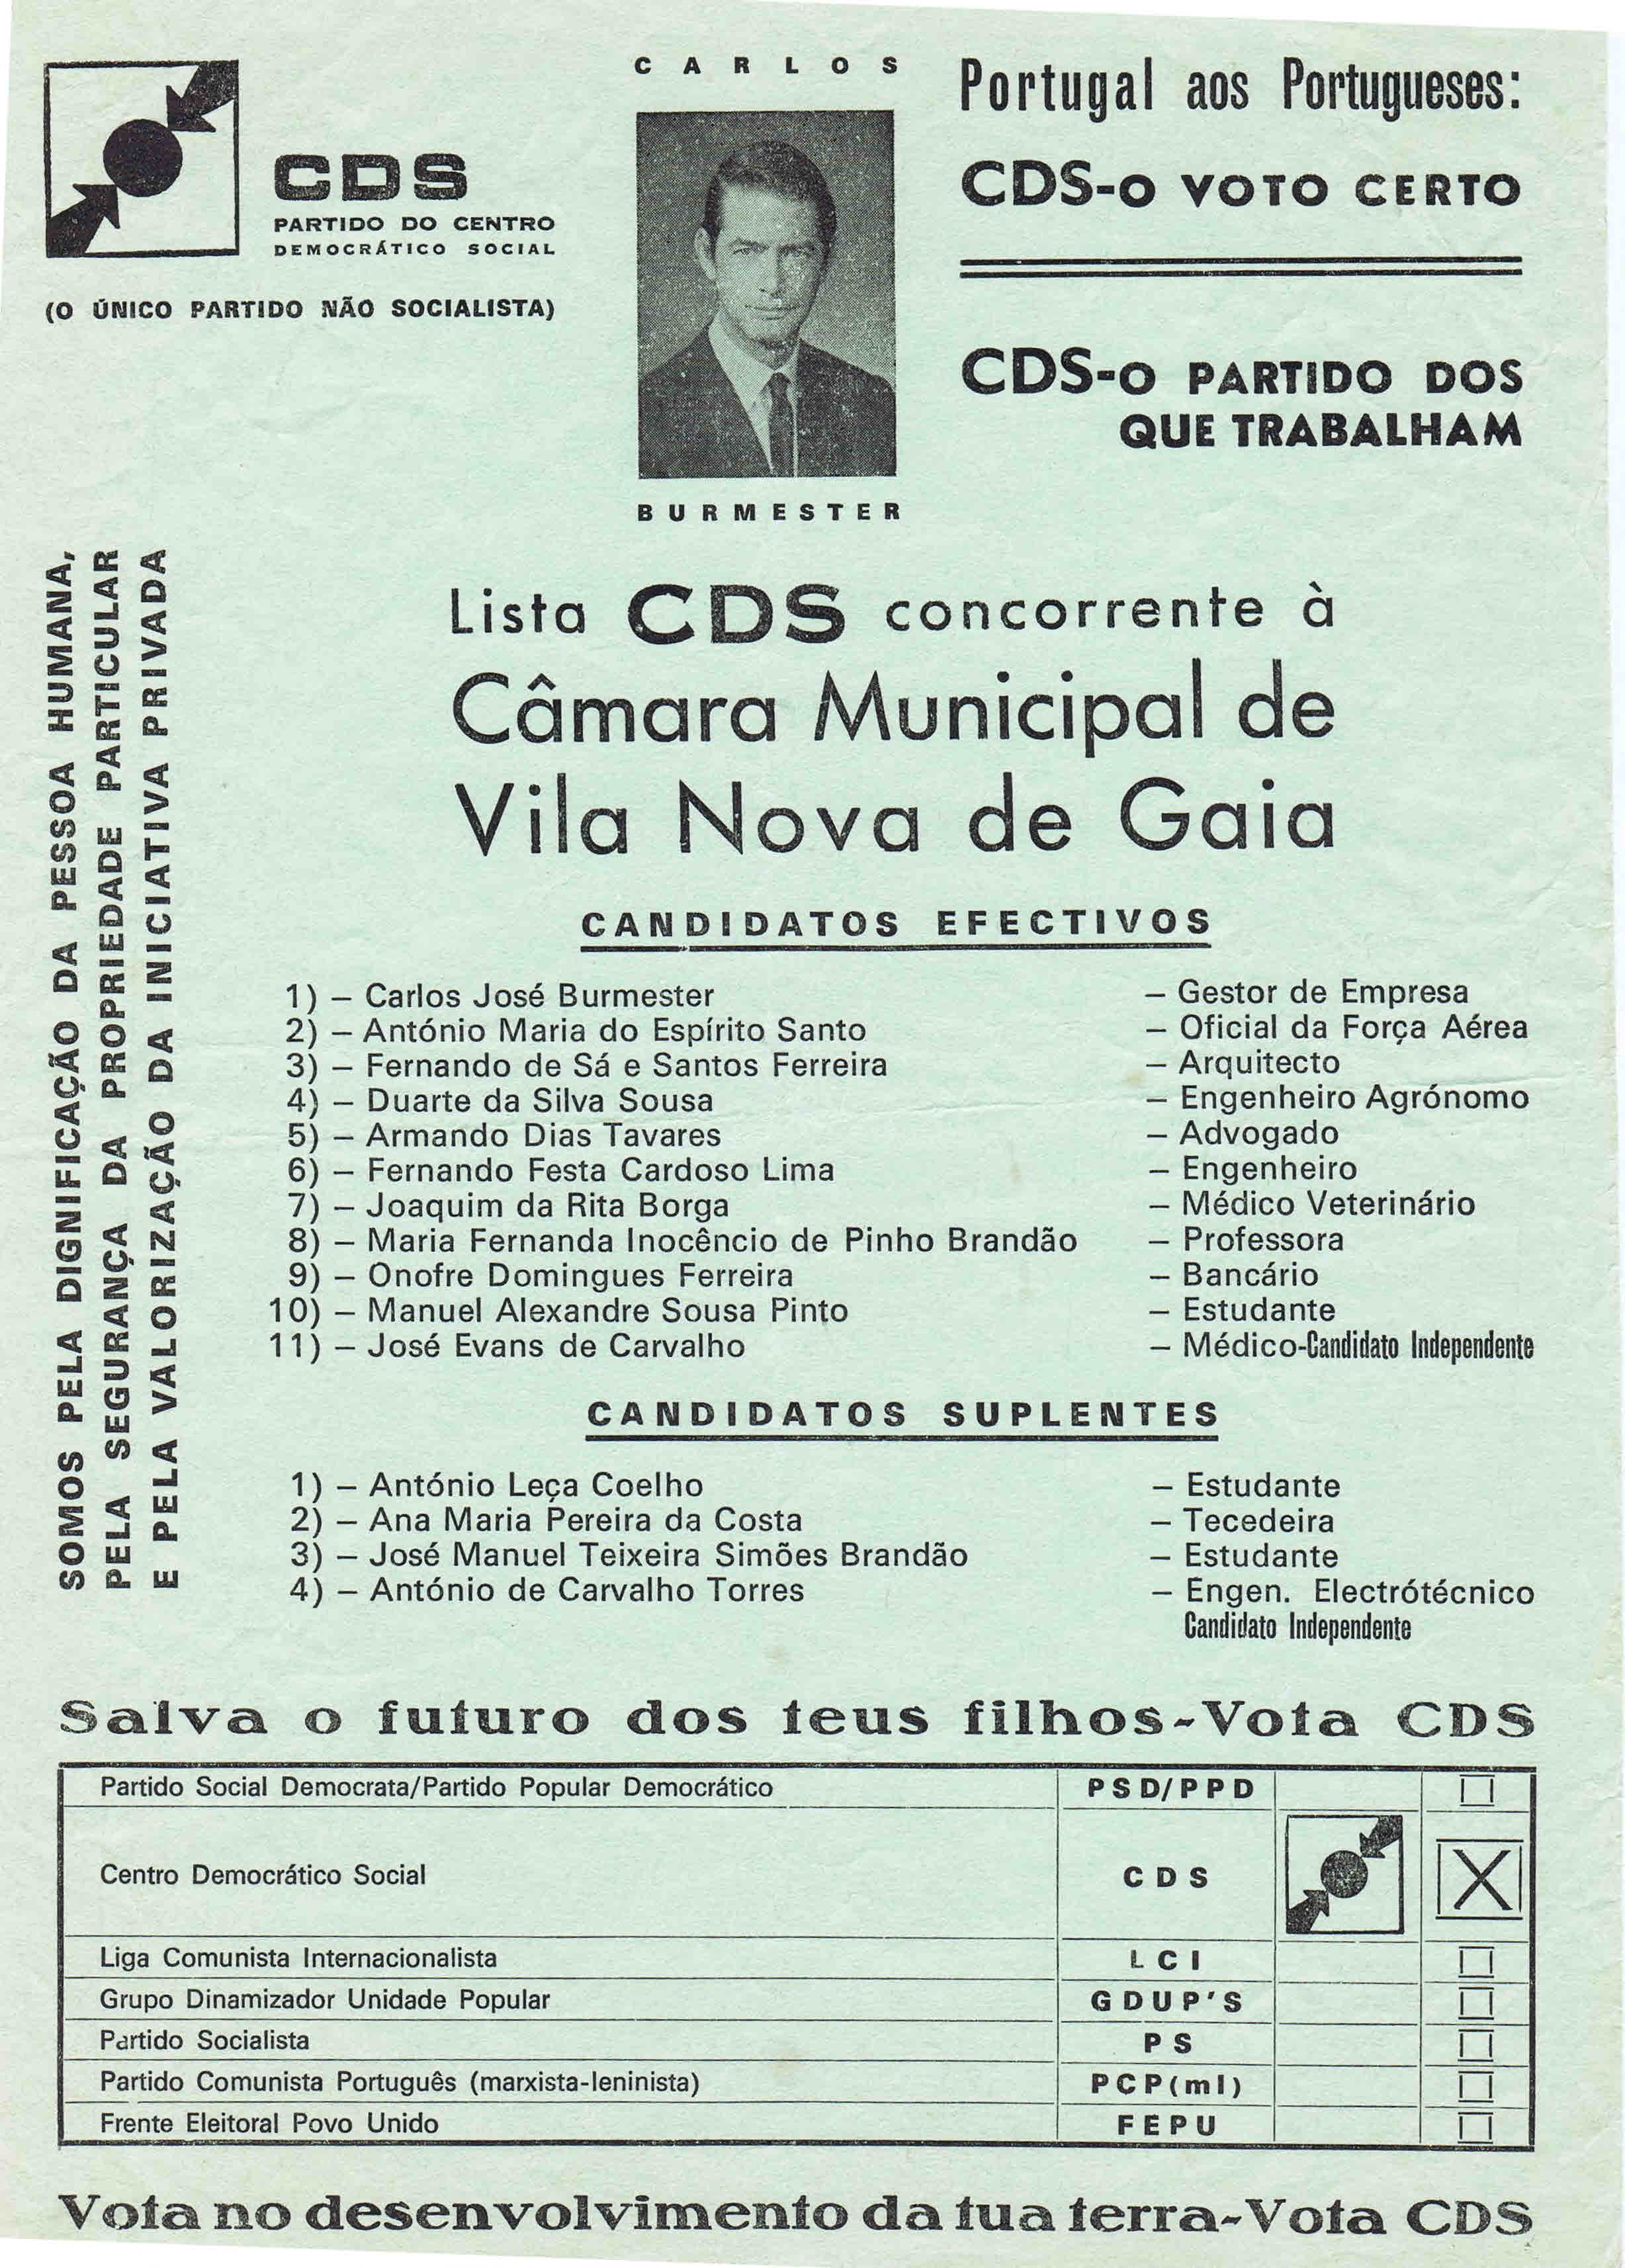 CDS
PARTIDO DO CENTRO
DEMOCRÁTICO SOCIAL
(O ÚNICO PARTIDO NÃO SOCIALISTA)
CARLOS
BURMESTER
Portugal aos Portugueses:
CDS-O VOTO CERTO
CDS-O PARTIDO DOS
QUE TRABALHAM
SOMOS PELA DIGNIFICAÇÃO DA PESSOA HUMANA,
PELA SEGURANÇA DA PROPRIEDADE PARTICULAR
E PELA VALORIZAÇÃO DA INICIATIVA PRIVADA
Lista CDS concorrente à
Câmara Municipal de
Vila Nova de Gaia
CANDIDATOS EFECTIVOS
1) – Carlos José Burmester – Gestor de Empresa
2) – António Maria do Espírito Santo – Oficial da Força Aérea
3) – Fernando de Sá e Santos Ferreira – Arquitecto
4) – Duarte da Silva Sousa – Engenheiro Agrónomo
5) – Armando Dias Tavares – Advogado
6) – Fernando Festa Cardoso Lima – Engenheiro
7) – Joaquim da Rita Borga – Médico Veterinário
8) – Maria Fernanda Inocêncio de Pinho Brandão – Professora
9) – Onofre Domingues Ferreira – Bancário
10) – Manuel Alexandre Sousa Pinto – Estudante
11) – José Evans de Carvalho – Médico-Candidato Independente
CANDIDATOS SUPLENTES
1) – António Leça Coelho – Estudante
2) – Ana Maria Pereira da Costa – Tecedeira
3) – José Manuel Teixeira Simões Brandão – Estudante
4) – António de Carvalho Torres – Engen. Electrótécnico
Candidato Independente
Salva o futuro dos teus filhos-Vota CDS
Partido Social Democrata/Partido Popular Democrático PSD/PPD
Centro Democrático Social CDS X
Liga Comunista Internacionalista LCI
Grupo Dinamizador Unidade Popular GDUP'S
Partido Socialista PS
Partido Comunista Português (marxista-leninista) PCP(ml)
Frente Eleitoral Povo Unido FEPU
Vota no desenvolvimento da tua terra-Vota CDS